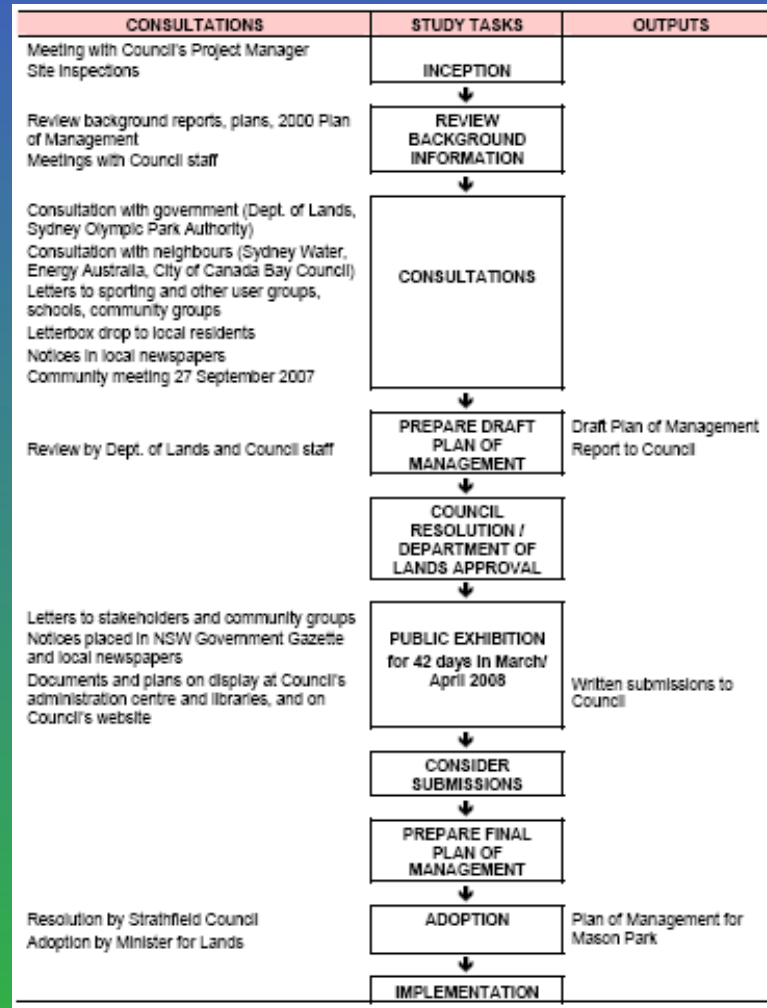 CONSULTATIONS STUDY TASKS OUTPUTS
Meeting with Council's Project Manager
Site Inspections
INCEPTION
Review background reports, plans, 2000 Plan
of Management
Meetings with Council staff
REVIEW
BACKGROUND
INFORMATION
Consultation with government (Dept. of Lands,
Sydney Olympic Park Authority)
Consultation with neighbours (Sydney Water,
Energy Australia, City of Canada Bay Council)
Letters to sporting and other user groups,
schools, community groups
Letterbox drop to local residents
Notices in local newspapers
Community meeting 27 September 2007
CONSULTATIONS
Review by Dept. of Lands and Council staff
PREPARE DRAFT
PLAN OF
MANAGEMENT
Draft Plan of Management
Report to Council
COUNCIL
RESOLUTION /
DEPARTMENT OF
LANDS APPROVAL
Letters to stakeholders and community groups
Notices placed in NSW Government Gazette
and local newspapers
Documents and plans on display at Council's
administration centre and libraries, and on
Council's website
PUBLIC EXHIBITION
for 42 days in March/
April 2008
Written submissions to
Council
CONSIDER
SUBMISSIONS
PREPARE FINAL
PLAN OF
MANAGEMENT
Resolution by Strathfield Council
Adoption by Minister for Lands
ADOPTION
Plan of Management for
Mason Park
IMPLEMENTATION